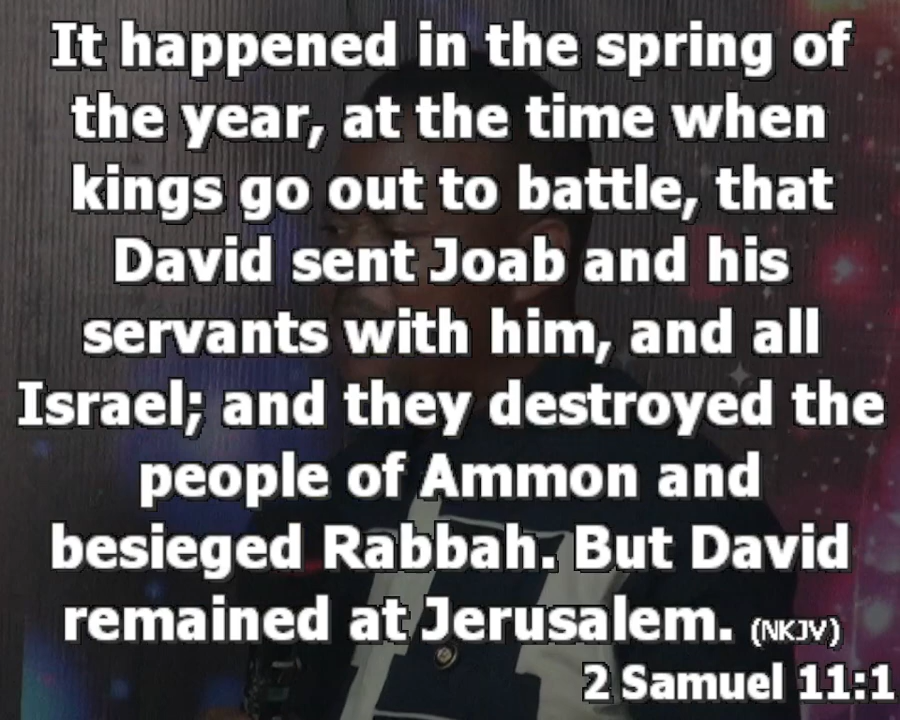 It happened in the spring of
the year, at the time when
kings go out to battle, that
David sent Joab and his
servants with him, and all
Israel; and they destroyed the
people of Ammon and
besieged Rabbah. But David
remained at Jerusalem. (NKJV)
2 Samuel 11:1